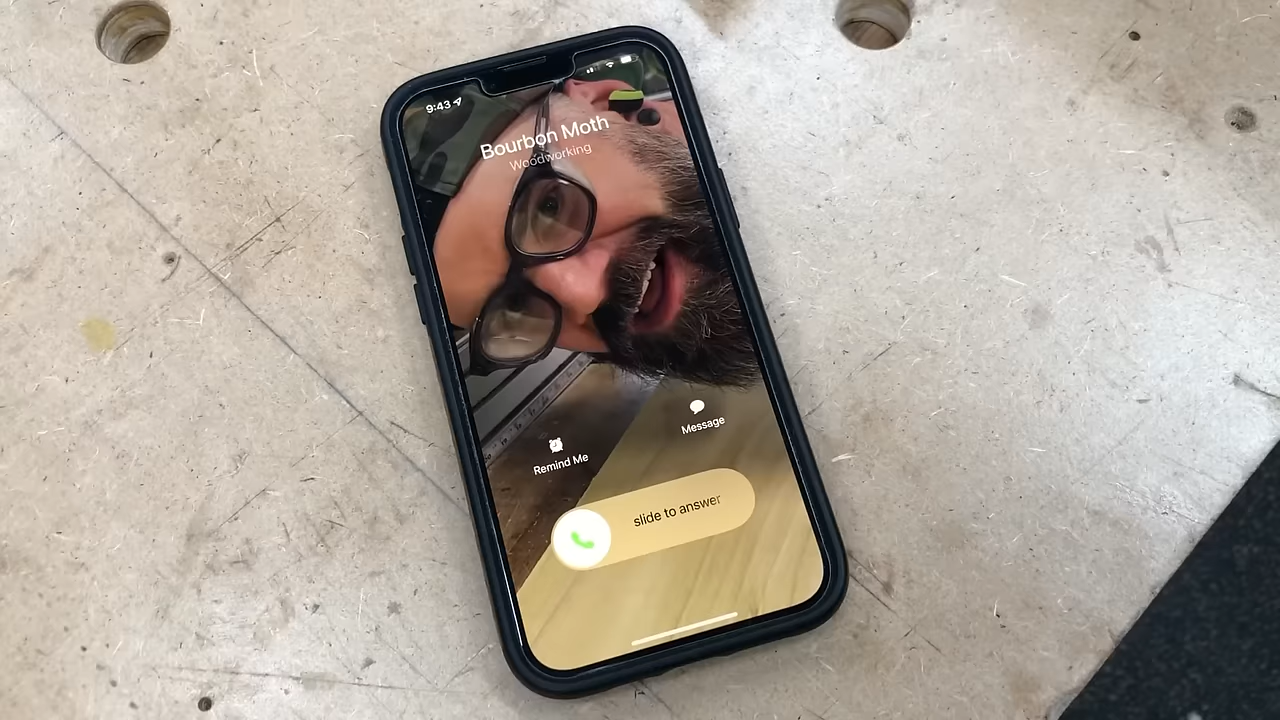 9:43
Bourbon Moth
Woodworking
Message
Remind Me
slide to answer